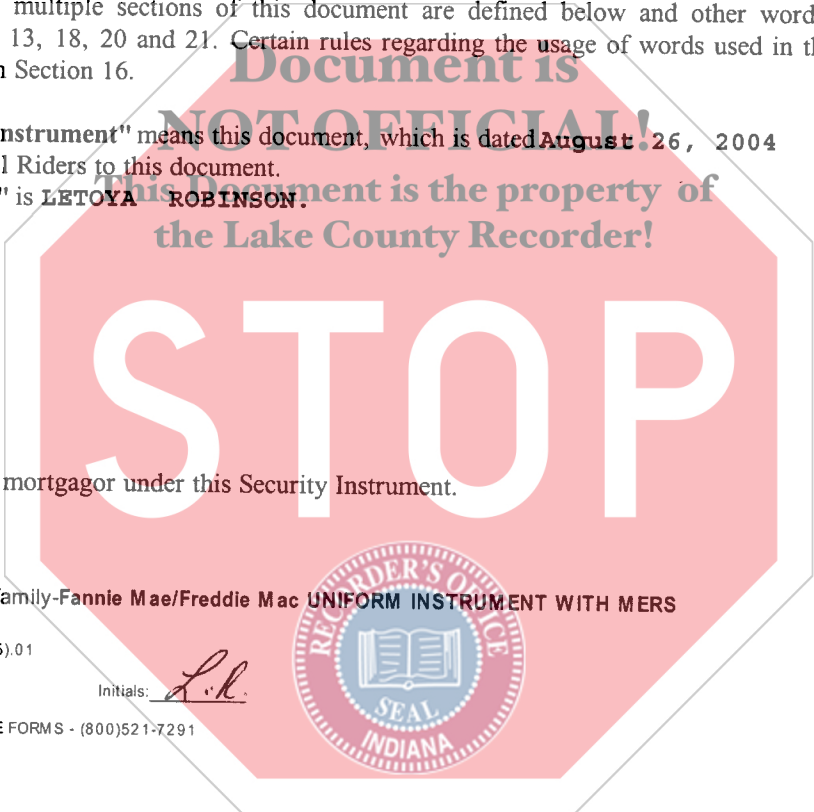 multiple sections of this document are defined below and other word
13, 18, 20 and 21. Certain rules regarding the usage of words used in th
Section 16.
Document is
NOT OFFICIAL!
nstrument" means this document, which is dated August 26, 2004
l Riders to this document.
This Document is the property of
" is LETOYA ROBINSON.
the Lake County Recorder!
STOP
mortgagor under this Security Instrument.
amily-Fannie Mae/Freddie Mac UNIFORM INSTRUMENT WITH MERS
).01
Initials: L.R.
RECORDER'S OFFICE
SEAL
INDIANA
FORMS - (800)521-7291